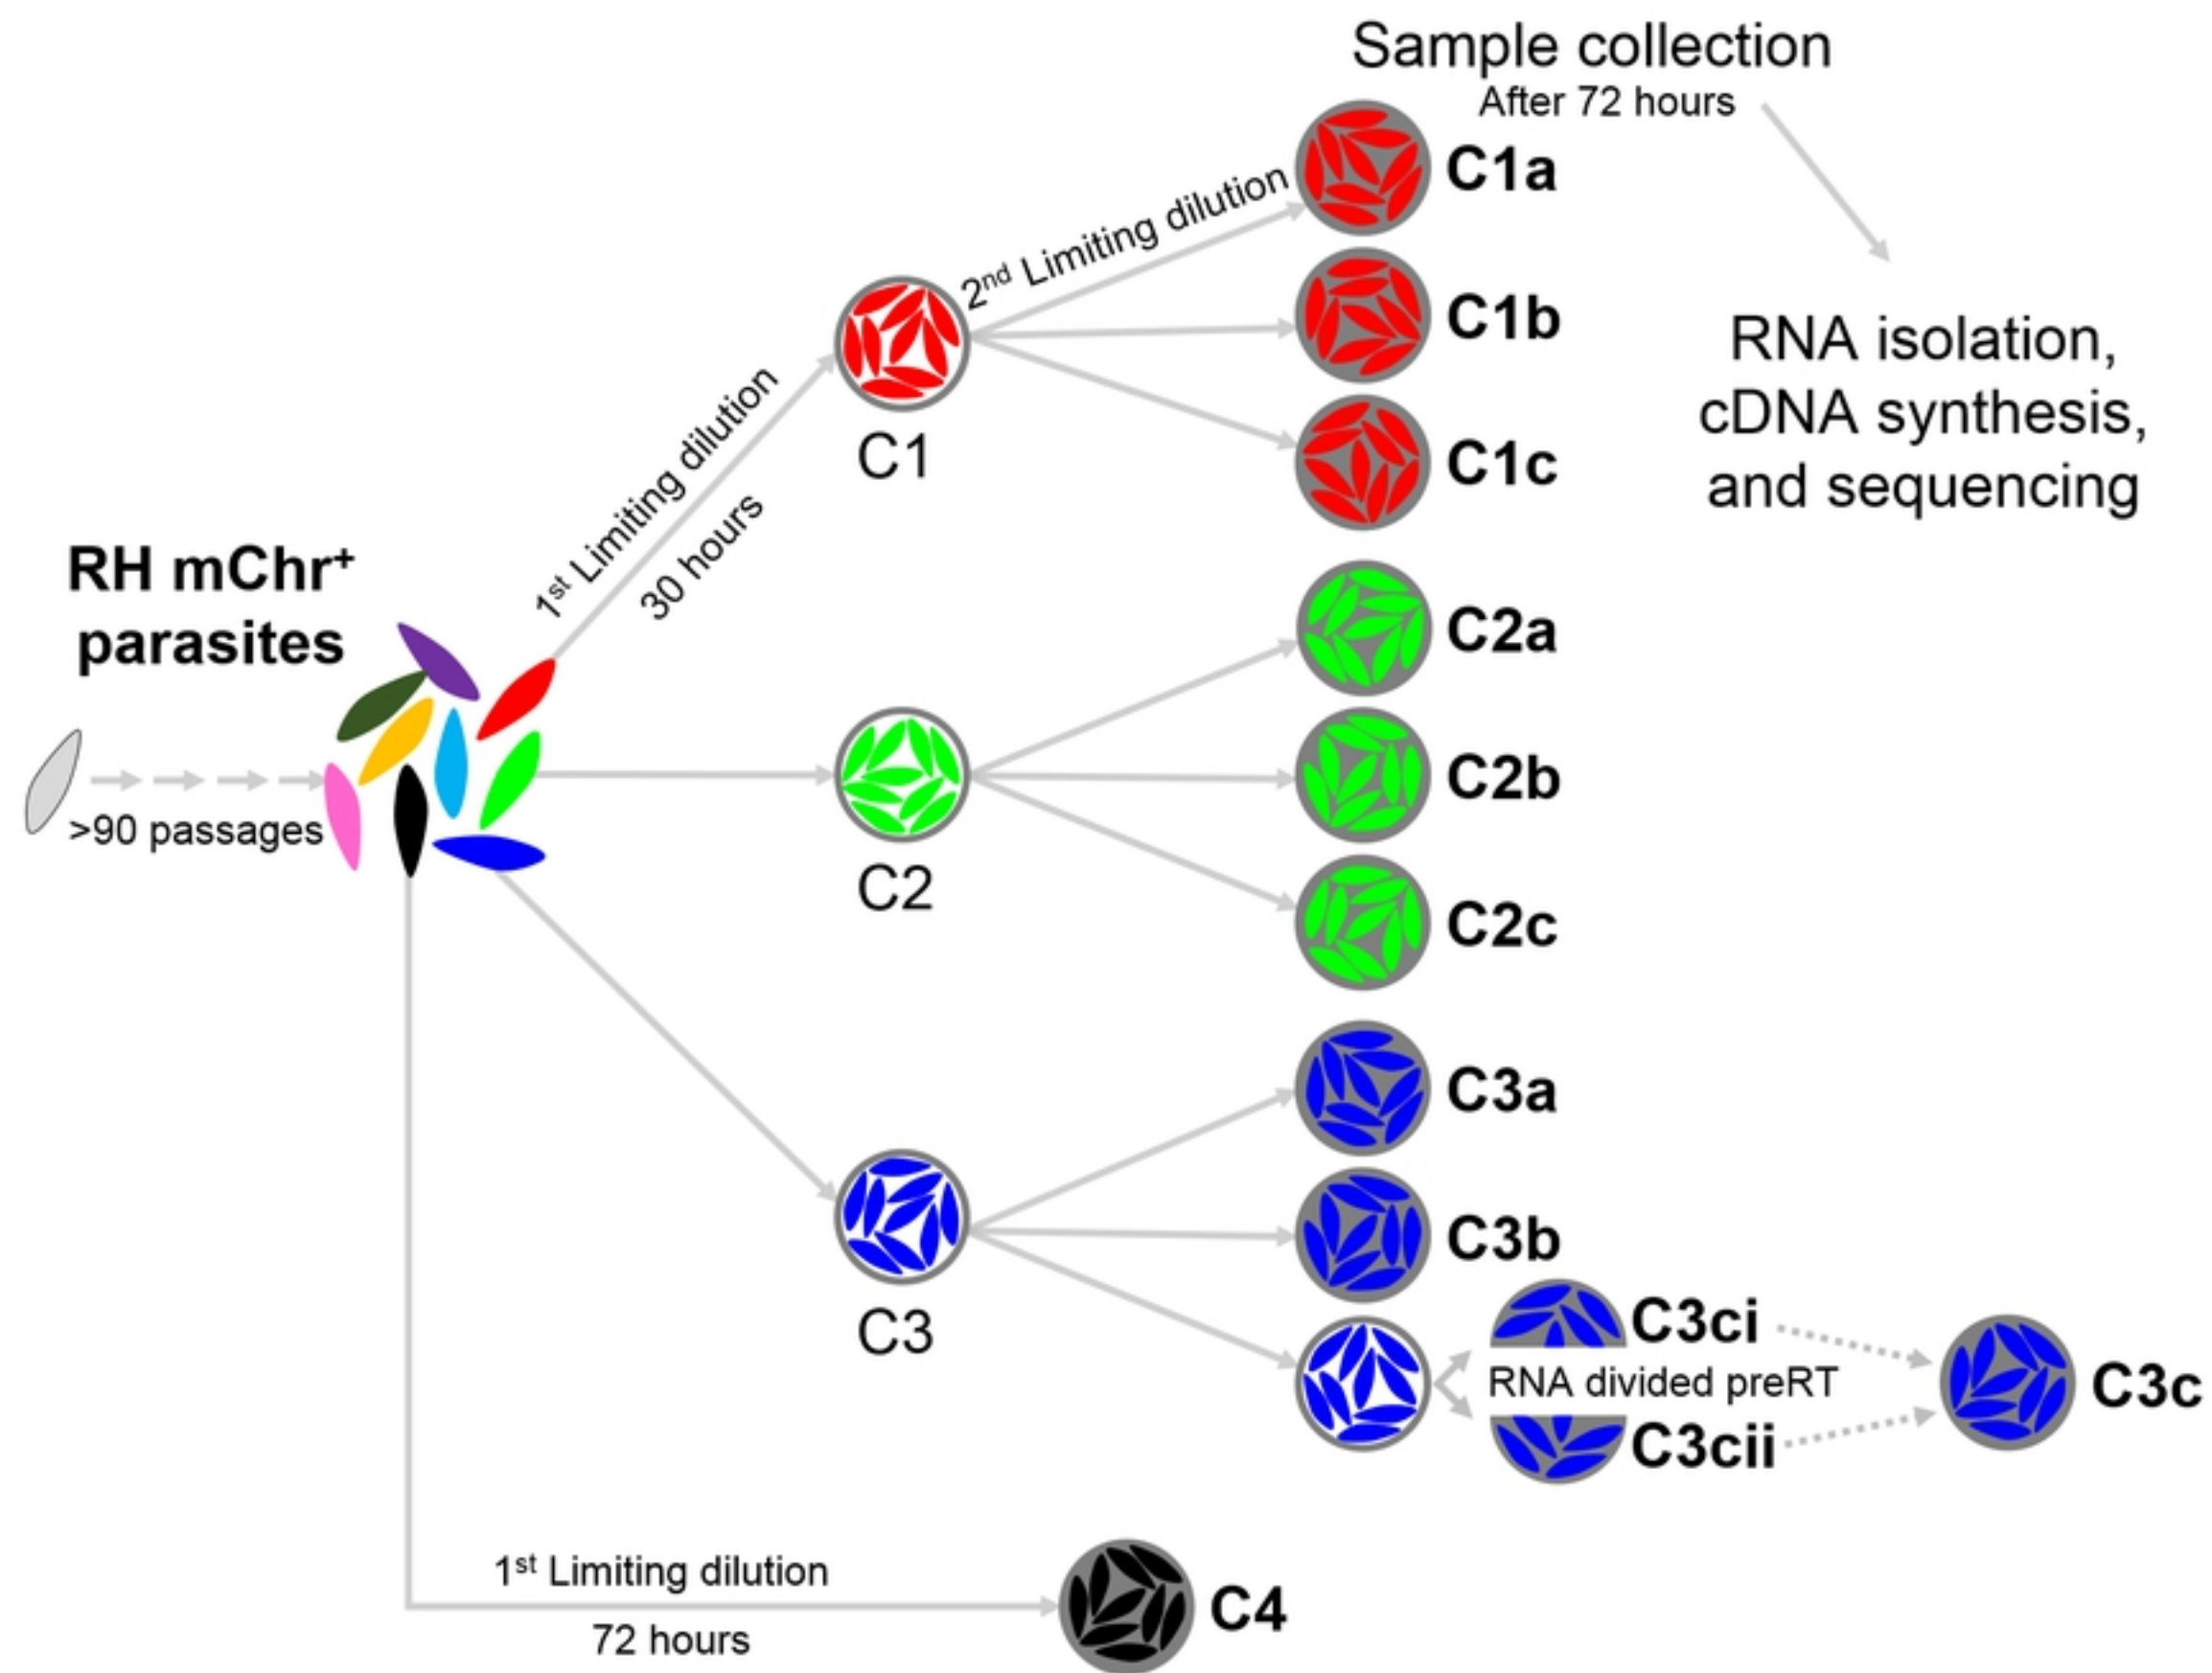 Sample collection
After 72 hours
C1a
2nd Limiting dilution
C1b
RNA isolation,
cDNA synthesis,
and sequencing
C1
C1c
1st Limiting dilution
30 hours
RH mChr+
parasites
>90 passages
C2a
C2b
C2
C2c
C3a
C3b
C3
C3ci
RNA divided preRT
C3cii
C3c
1st Limiting dilution
72 hours
C4